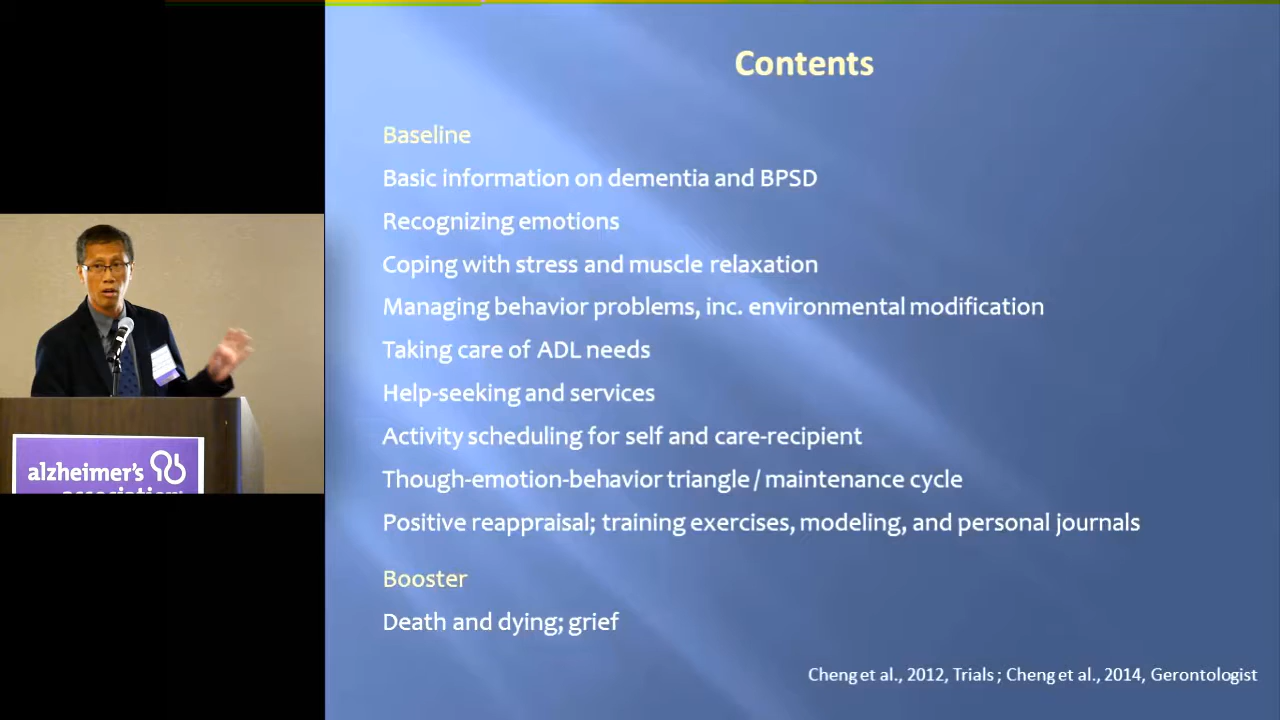 Contents
Baseline
Basic information on dementia and BPSD
Recognizing emotions
Coping with stress and muscle relaxation
Managing behavior problems, inc. environmental modification
Taking care of ADL needs
Help-seeking and services
Activity scheduling for self and care-recipient
Though-emotion-behavior triangle / maintenance cycle
Positive reappraisal; training exercises, modeling, and personal journals
Booster
Death and dying; grief
Cheng et al., 2012, Trials ; Cheng et al., 2014, Gerontologist
alzheimer's
association